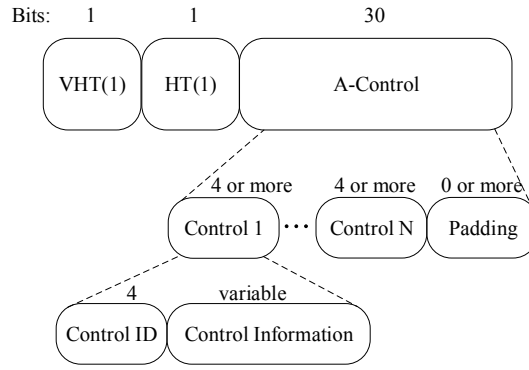 Bits: 1 1 30
VHT(1) HT(1) A-Control
4 or more 4 or more 0 or more
Control 1 ... Control N Padding
4 variable
Control ID Control Information